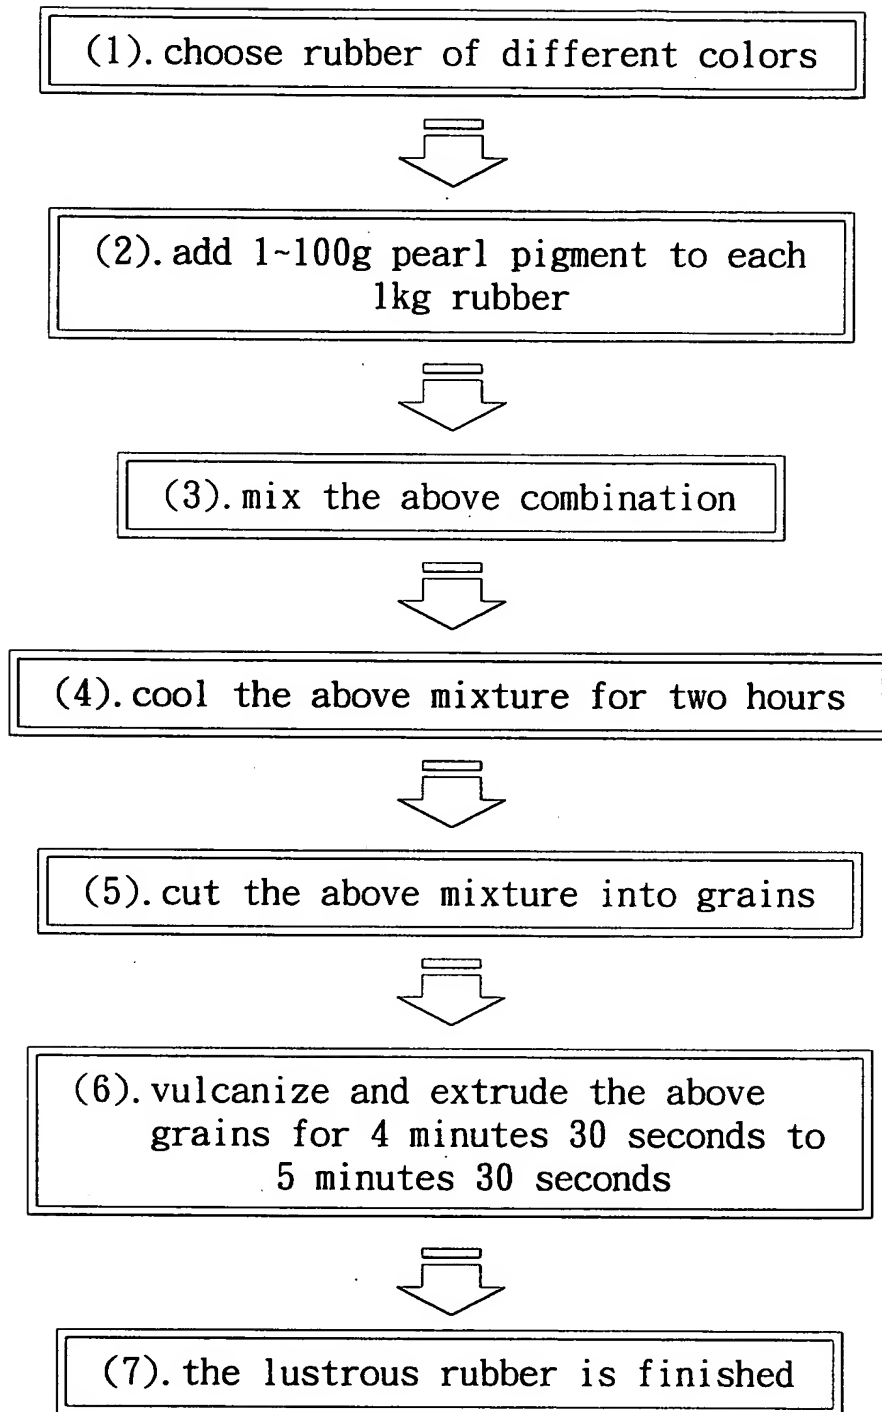 (1). choose rubber of different colors
(2). add 1~100g pearl pigment to each
1kg rubber
(3). mix the above combination
(4). cool the above mixture for two hours
(5). cut the above mixture into grains
(6). vulcanize and extrude the above
grains for 4 minutes 30 seconds to
5 minutes 30 seconds
(7). the lustrous rubber is finished